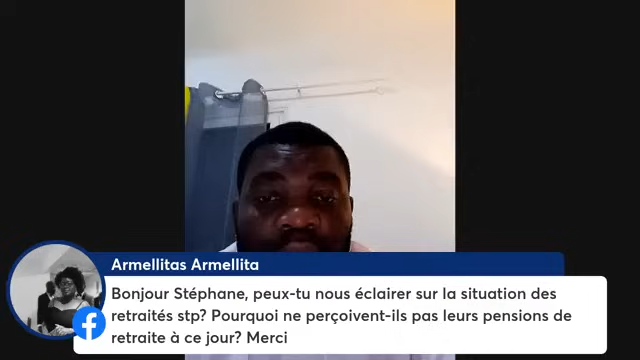 Armellitas Armellita
Bonjour Stéphane, peux-tu nous éclairer sur la situation des
retraités stp? Pourquoi ne perçoivent-ils pas leurs pensions de
retraite à ce jour? Merci